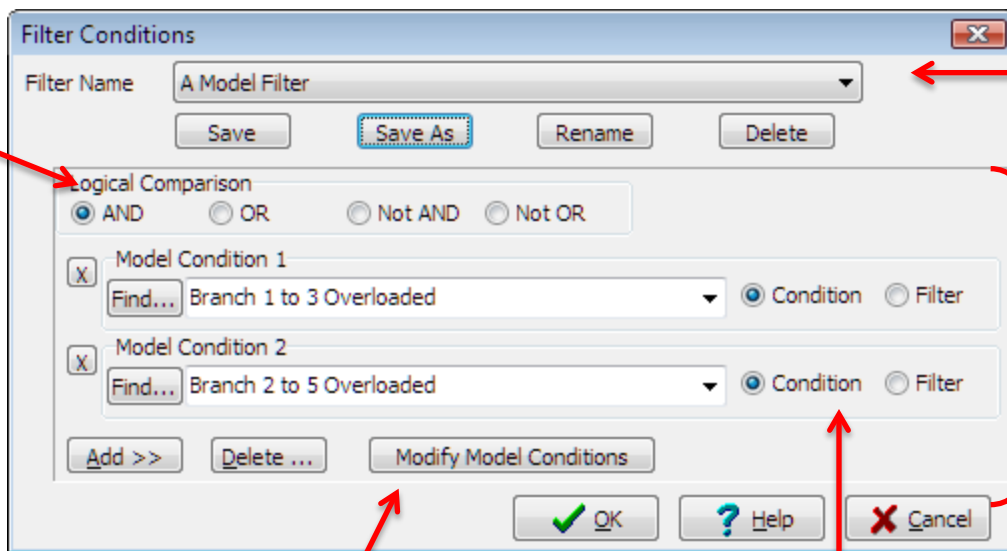 Filter Conditions
Filter Name A Model Filter
Save Save As Rename Delete
Logical Comparison
AND OR Not AND Not OR
X Model Condition 1
Find... Branch 1 to 3 Overloaded Condition Filter
X Model Condition 2
Find... Branch 2 to 5 Overloaded Condition Filter
Add >> Delete ... Modify Model Conditions
OK ? Help Cancel